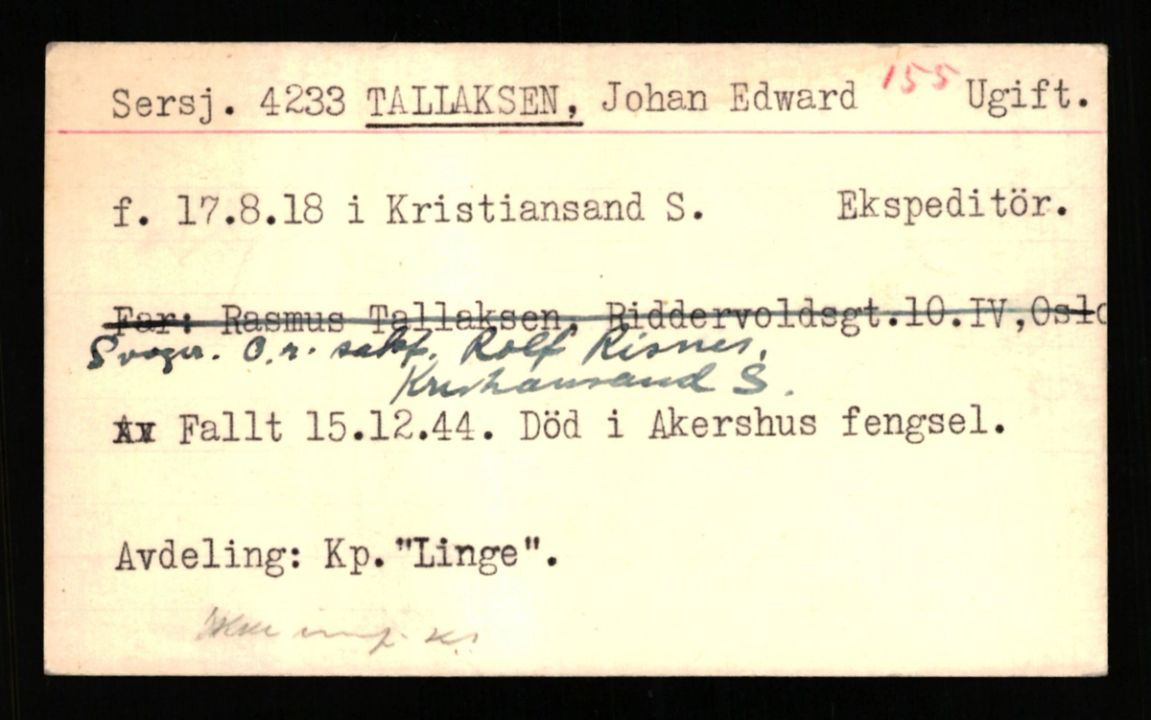 Sersj. 4233 TALLAKSEN, Johan Edward 155 Ugift.
f. 17.8.18 i Kristiansand S. Ekspeditör.
Far: Rasmus Tallaksen, Riddervoldsgt.10.IV,Oslo
Svoger. O.r. sakf. Rolf Risnes,
Kristiansand S.
Av Fallt 15.12.44. Död i Akershus fengsel.
Avdeling: Kp."Linge".